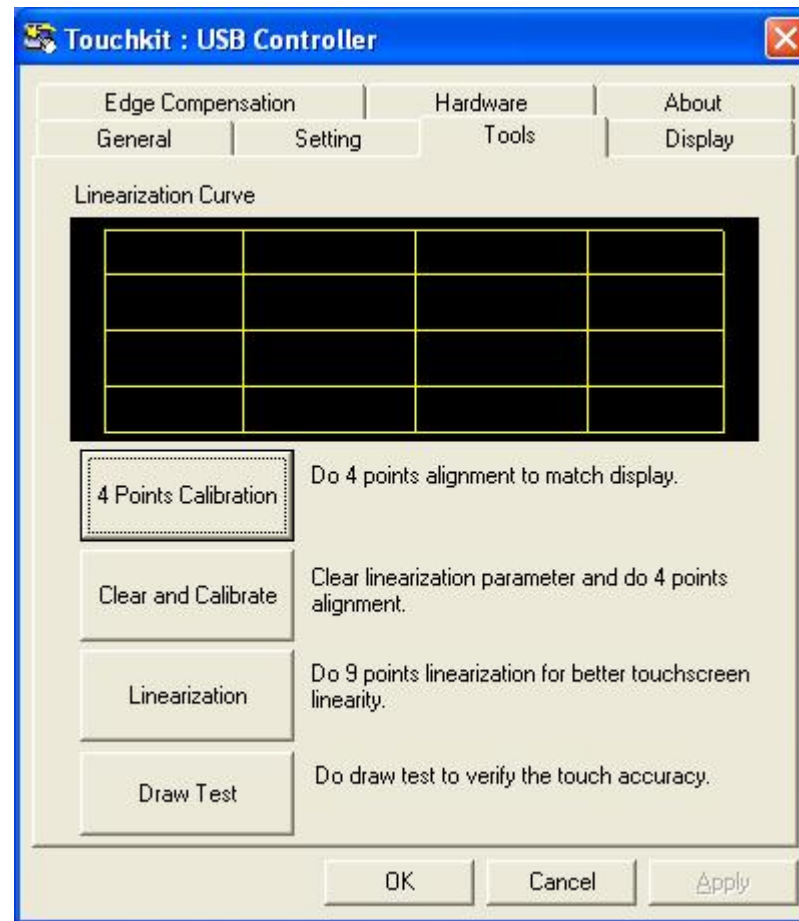 Touchkit : USB Controller
Edge Compensation Hardware About
General Setting Tools Display
Linearization Curve
4 Points Calibration
Do 4 points alignment to match display.
Clear and Calibrate
Clear linearization parameter and do 4 points
alignment.
Linearization
Do 9 points linearization for better touchscreen
linearity.
Draw Test
Do draw test to verify the touch accuracy.
OK Cancel Apply